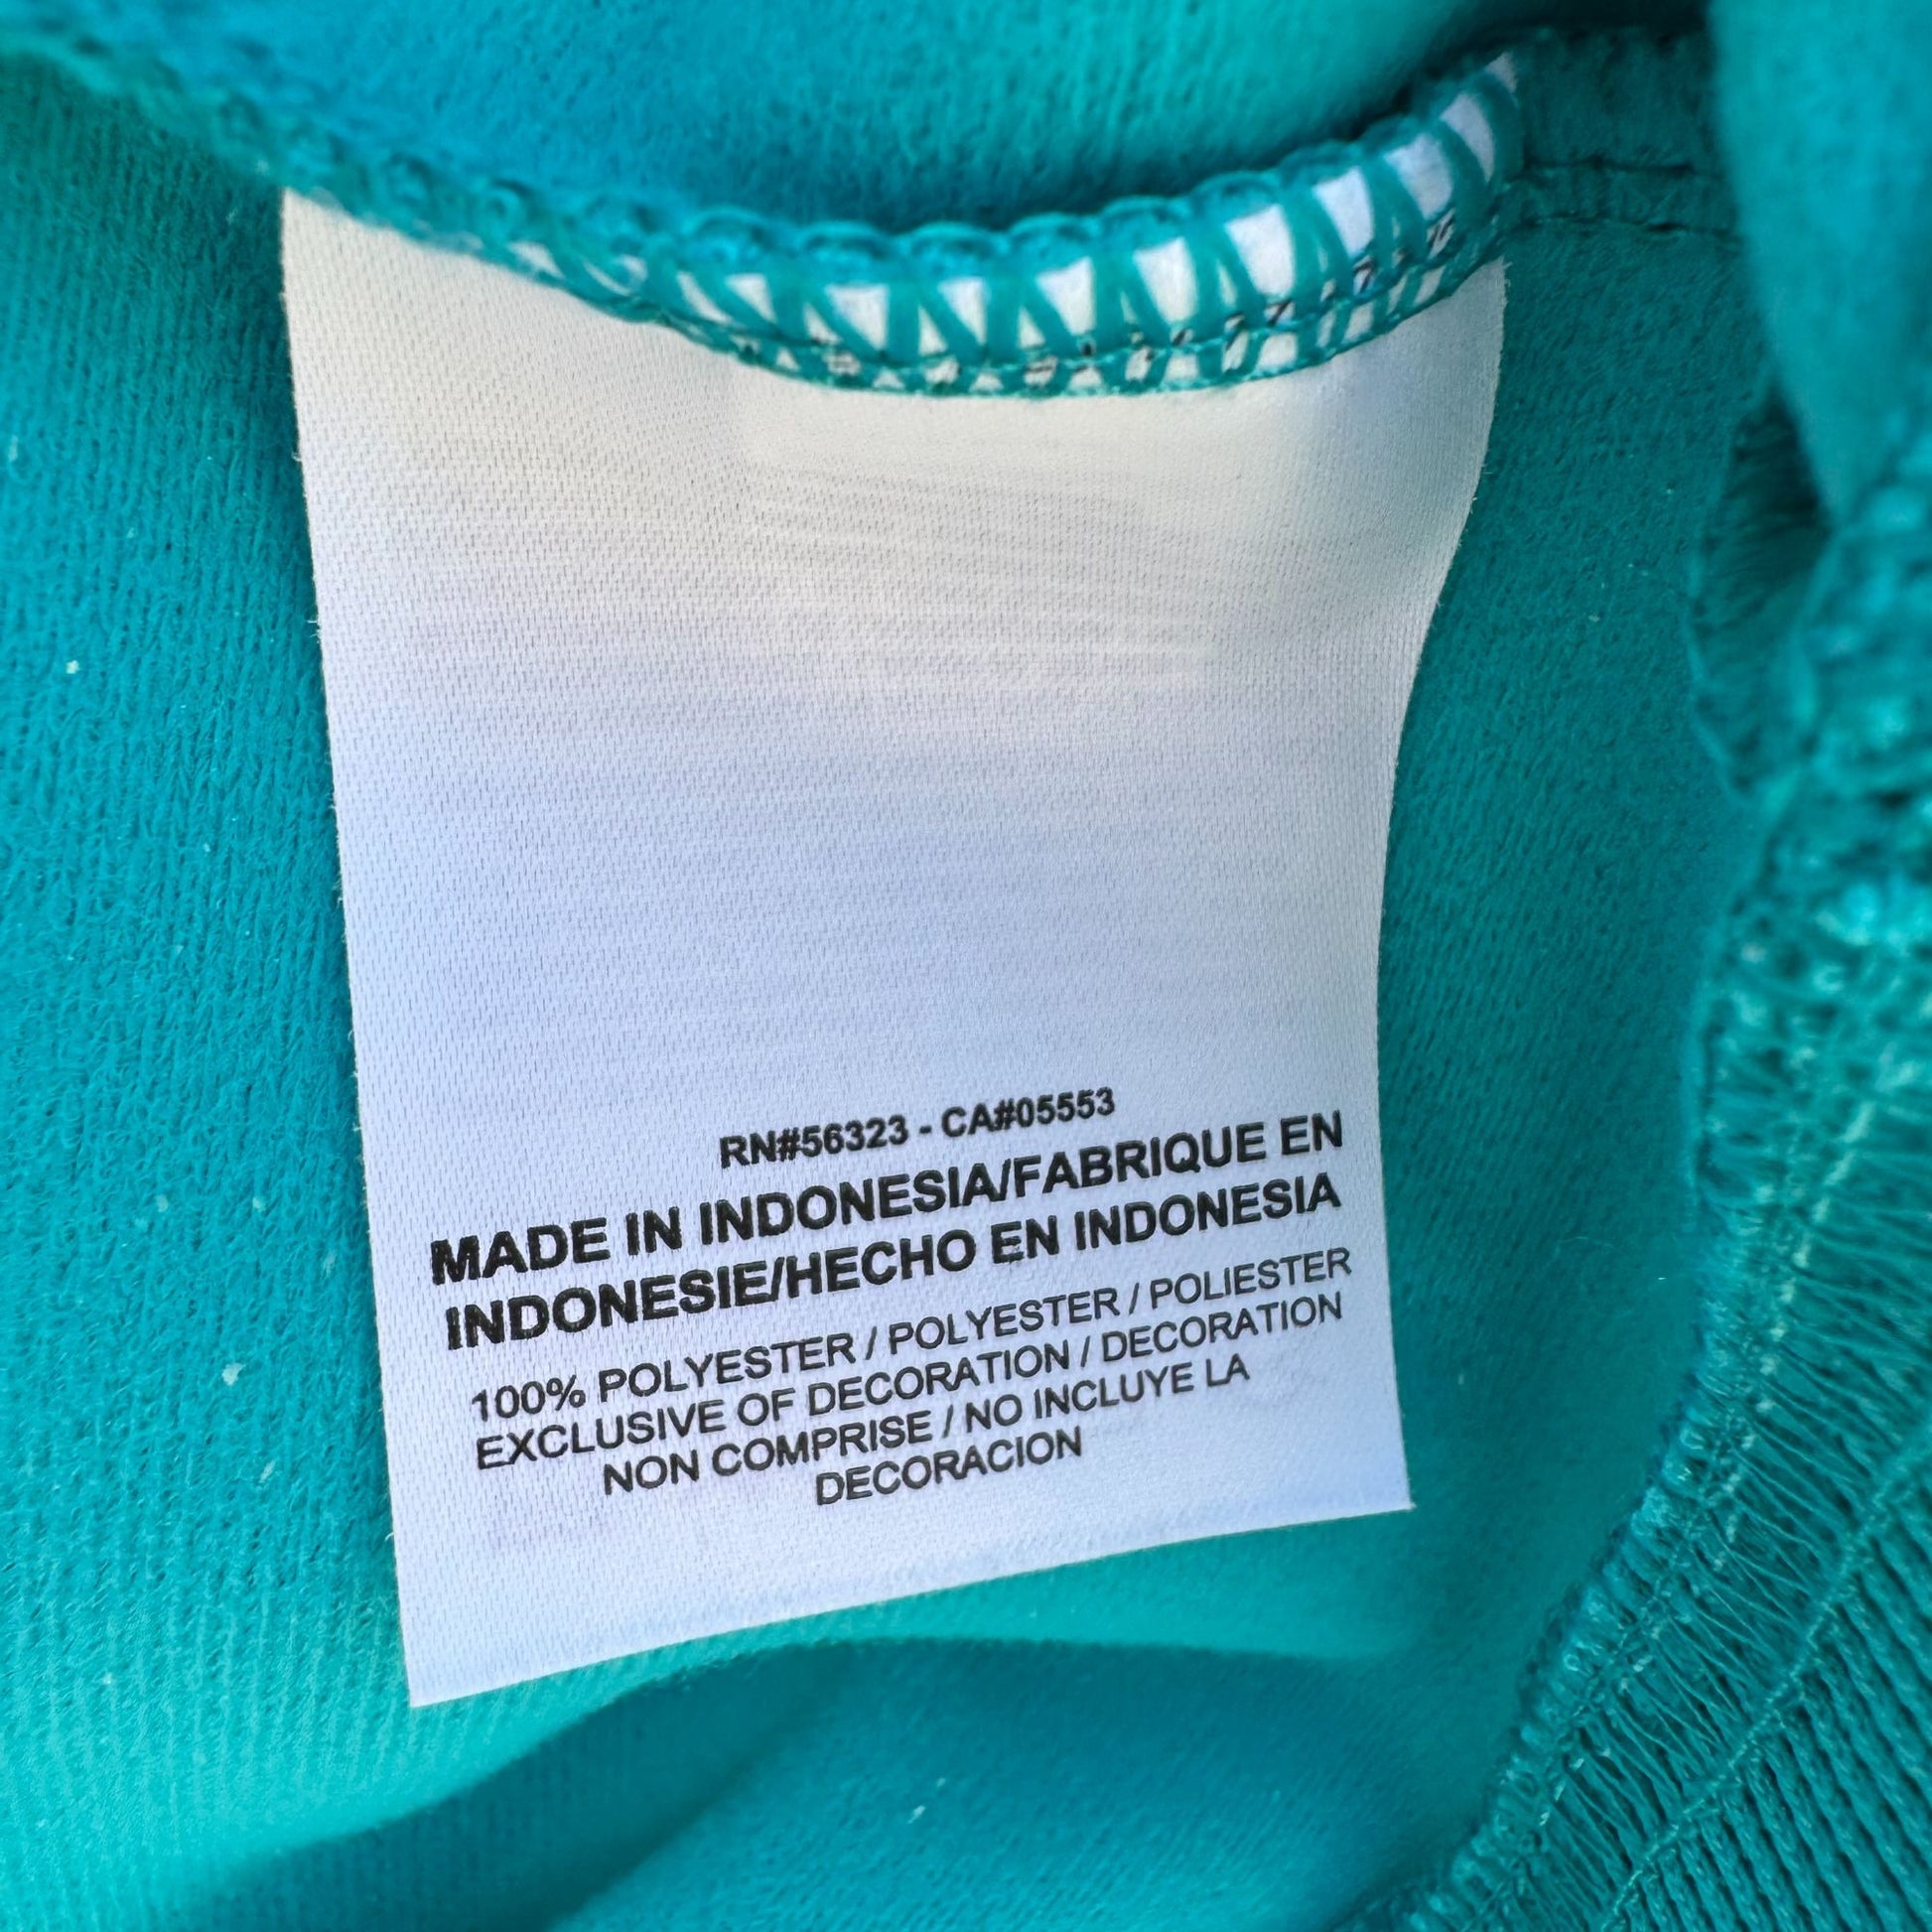 RN#56323 - CA#05553
MADE IN INDONESIA/FABRIQUE EN
INDONESIE/HECHO EN INDONESIA
100% POLYESTER / POLYESTER / POLIESTER
EXCLUSIVE OF DECORATION / DECORATION
NON COMPRISE / NO INCLUYE LA
DECORACION